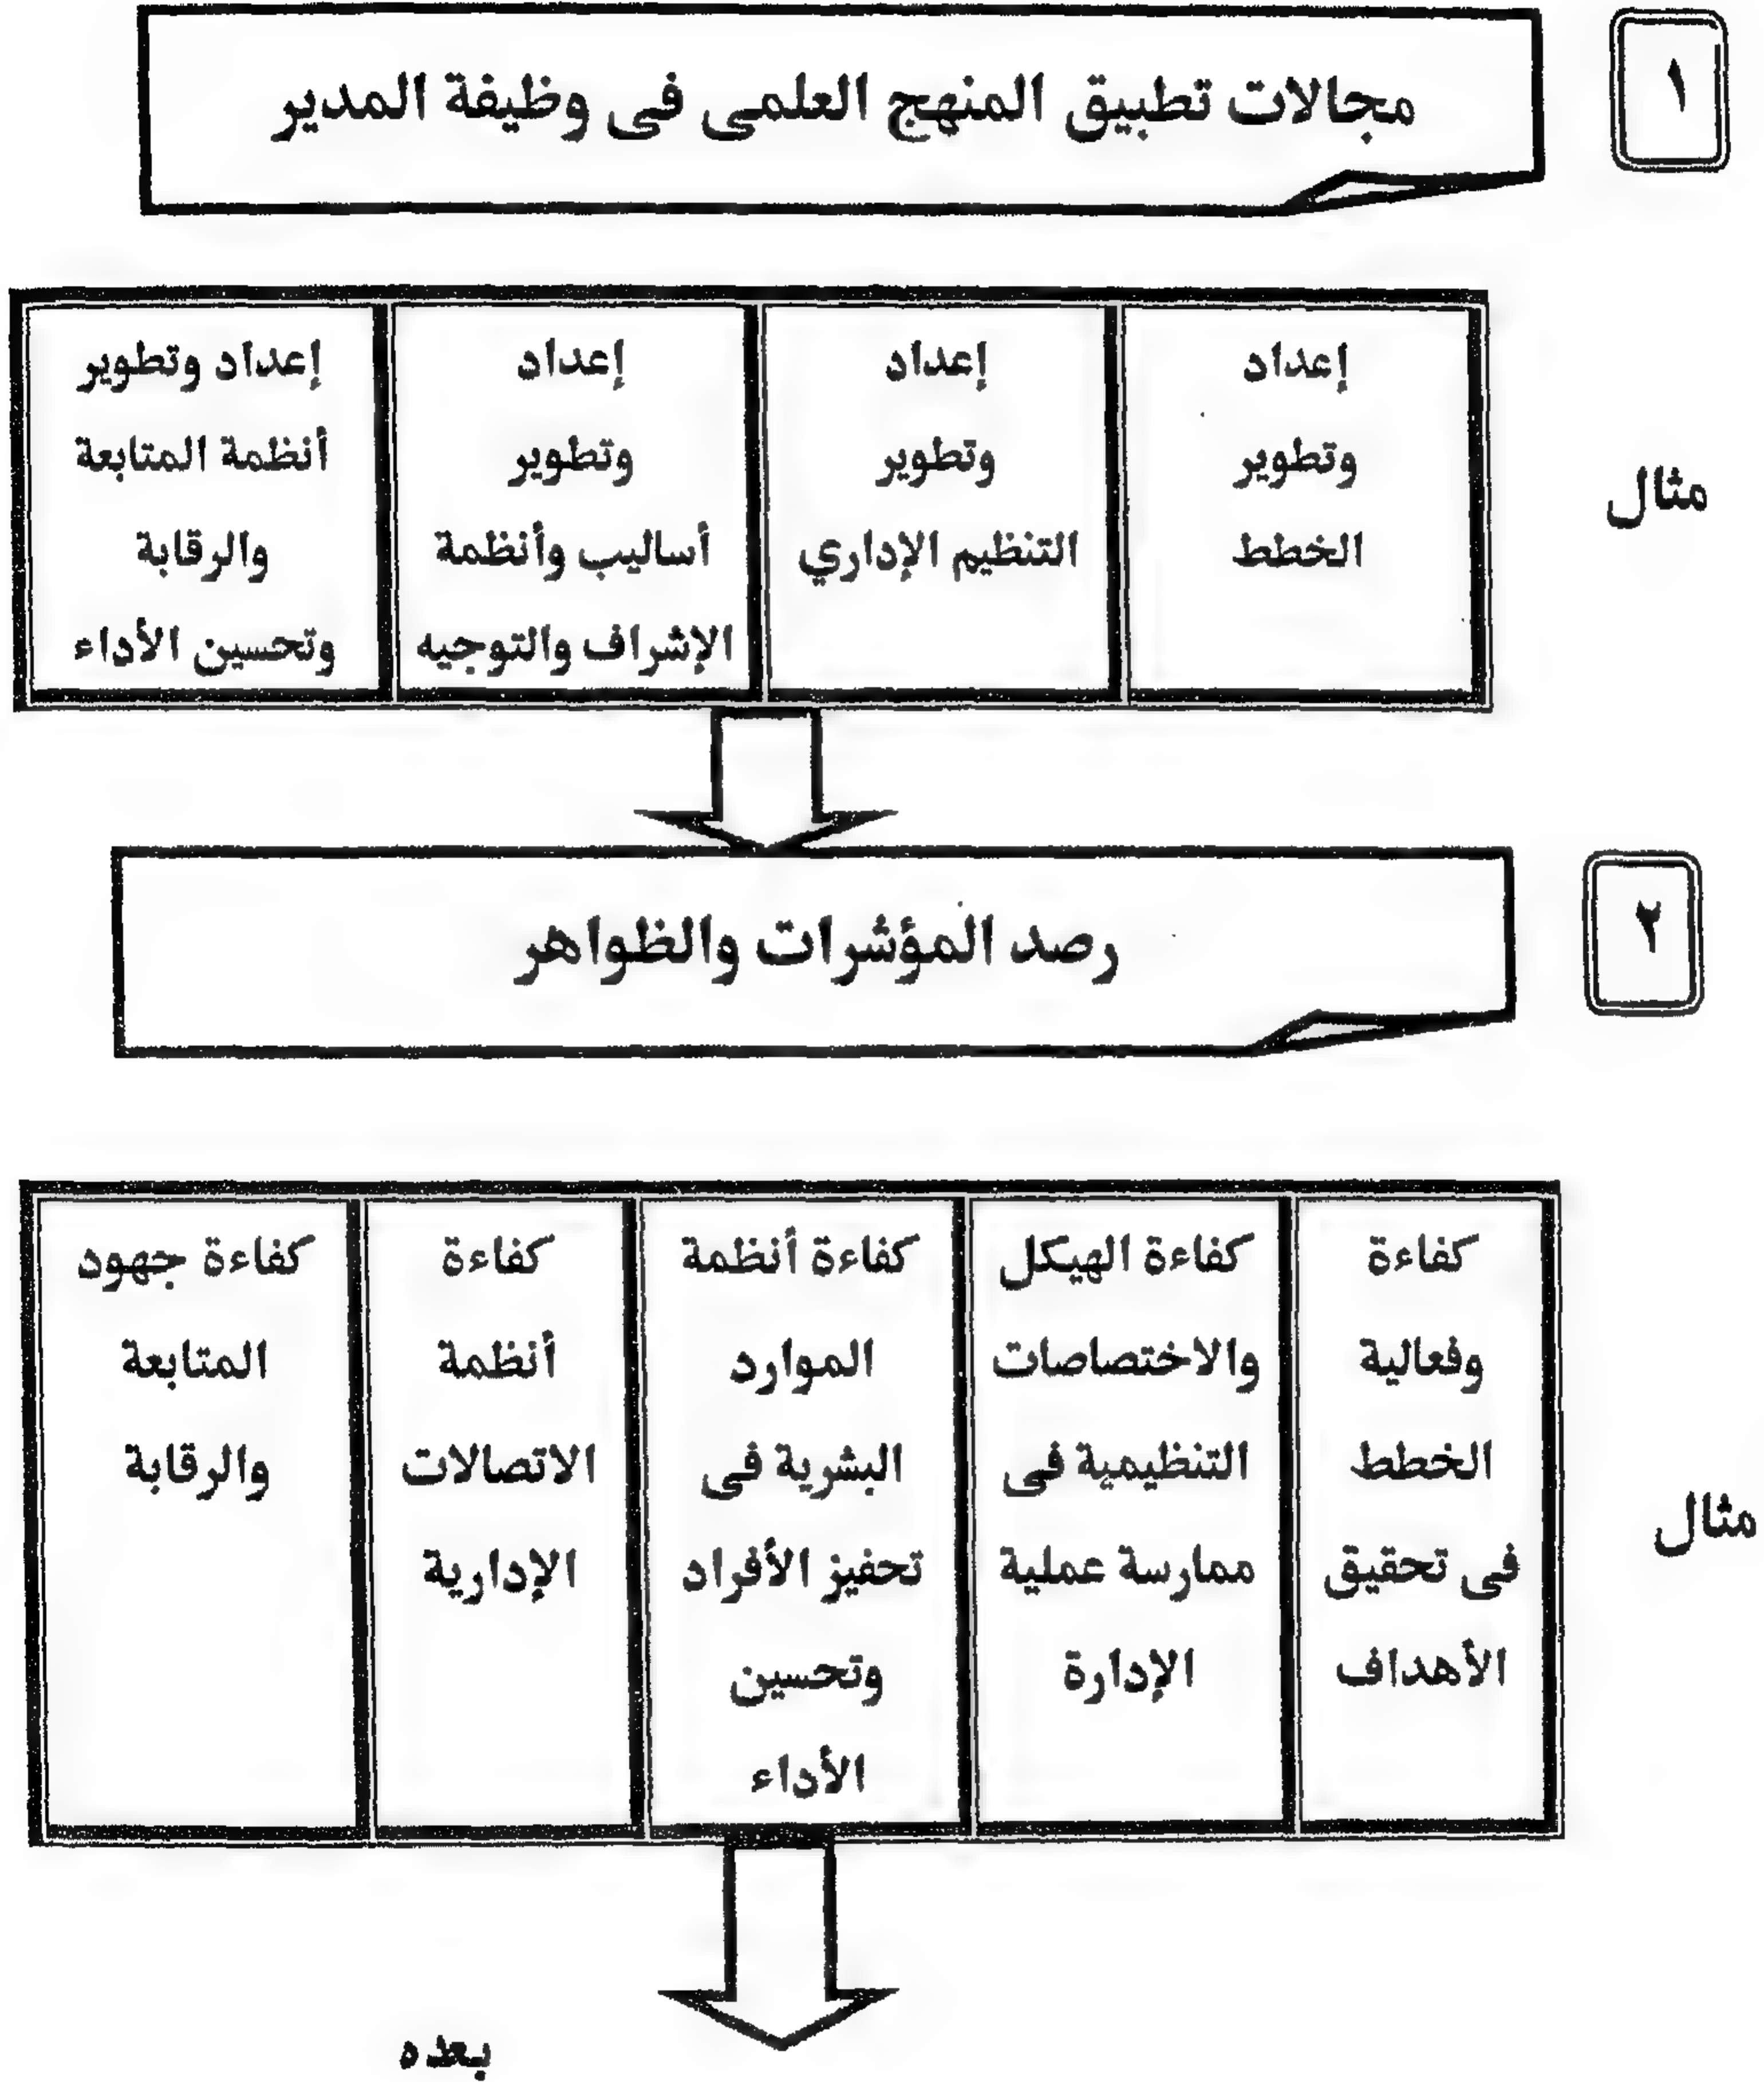 ١
مجالات تطبيق المنهج العلمى فى وظيفة المدير
مثال
إعداد
وتطوير
الخطط
إعداد
وتطوير
التنظيم الإداري
إعداد
وتطوير
أساليب وأنظمة
الإشراف والتوجيه
إعداد وتطوير
أنظمة المتابعة
والرقابة
وتحسين الأداء
٢
رصد المؤشرات والظواهر
مثال
كفاءة
وفعالية
الخطط
فى تحقيق
الأهداف
كفاءة الهيكل
والاختصاصات
التنظيمية فى
ممارسة عملية
الإدارة
كفاءة أنظمة
الموارد
البشرية فى
تحفيز الأفراد
وتحسين
الأداء
كفاءة
أنظمة
الاتصالات
الإدارية
كفاءة جهود
المتابعة
والرقابة
بعده